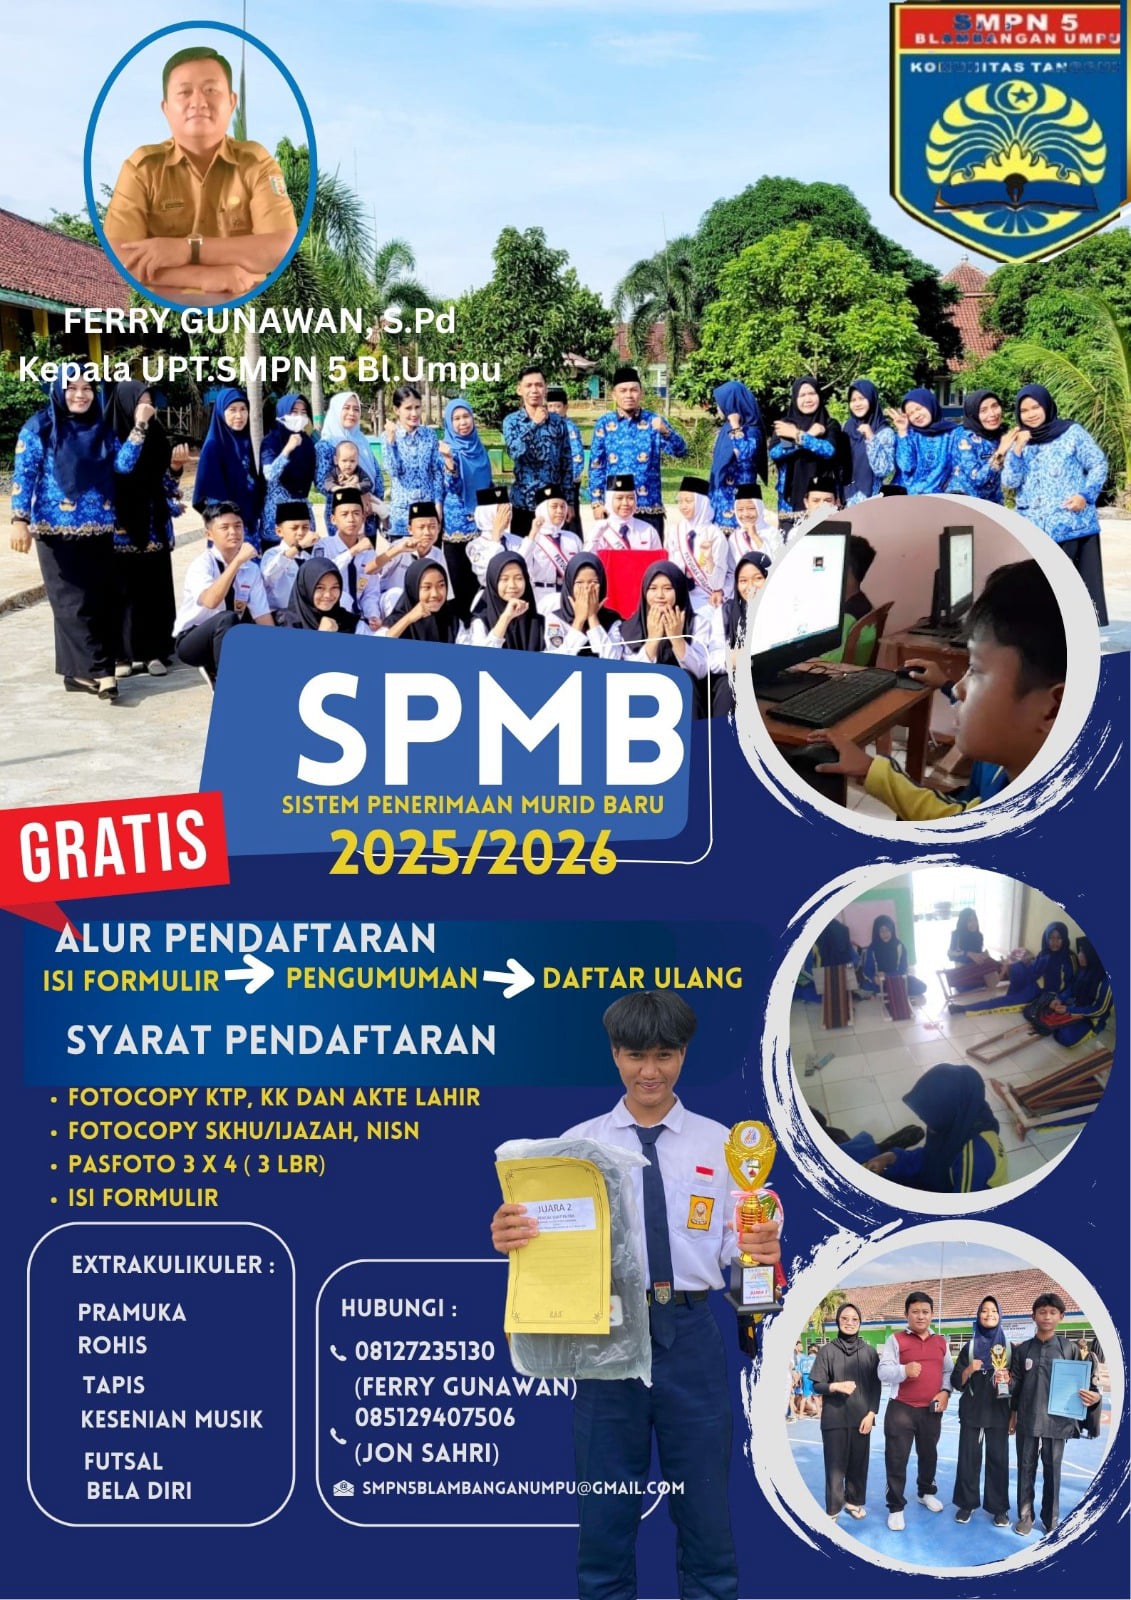 SMPN 5
BLAMBANGAN UMPU
KOMUNITAS
FERRY GUNAWAN, S.Pd
Kepala UPT.SMPN 5 Bl.Umpu
SPMB
SISTEM PENERIMAAN MURID BARU
2025/2026
GRATIS
ALUR PENDAFTARAN
ISI FORMULIR → PENGUMUMAN → DAFTAR ULANG
SYARAT PENDAFTARAN
• FOTOCOPY KTP, KK DAN AKTE LAHIR
• FOTOCOPY SKHU/IJAZAH, NISN
• PASFOTO 3 X 4 ( 3 LBR)
• ISI FORMULIR
JUARA 2
EXTRAKULIKULER :
PRAMUKA
ROHIS
TAPIS
KESENIAN MUSIK
FUTSAL
BELA DIRI
HUBUNGI :
08127235130
(FERRY GUNAWAN)
085129407506
(JON SAHRI)
SMPN5BLAMBANGANUMPU@GMAIL.COM